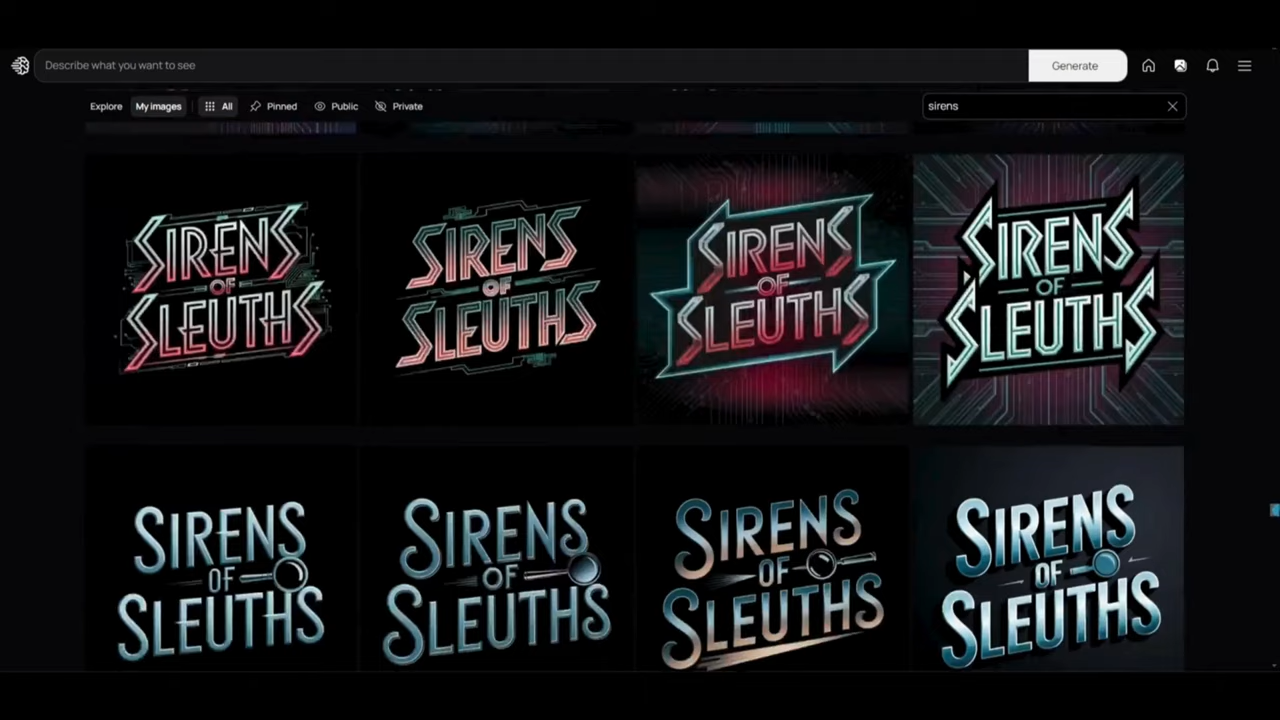 Describe what you want to see
Generate
Explore
My images
All
Pinned
Public
Private
sirens
SIRENS
OF
SLEUTHS
SIRENS
OF
SLEUTHS
SIRENS
OF
SLEUTHS
SIRENS
OF
SLEUTHS
SIRENS
OF
SLEUTHS
SIRENS
OF
SLEUTHS
SIRENS
OF
SLEUTHS
SIRENS
OF
SLEUTHS